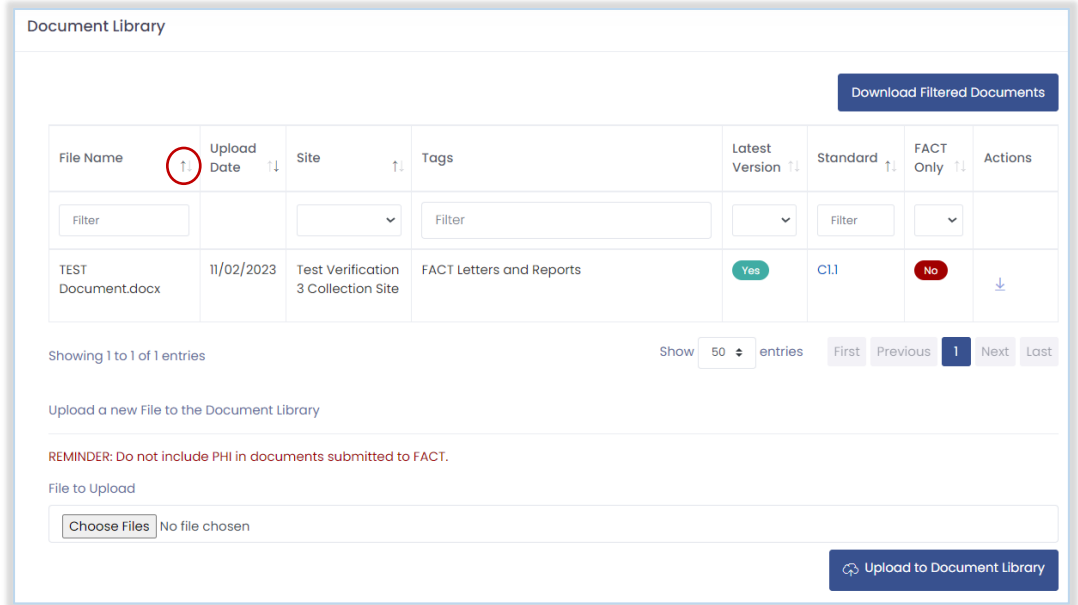 Document Library
Download Filtered Documents
File Name
Upload
Date
Site
Tags
Latest
Version
Standard
FACT
Only
Actions
Filter
Filter
Filter
TEST
Document.docx
11/02/2023
Test Verification
3 Collection Site
FACT Letters and Reports
Yes
C1.1
No
Showing 1 to 1 of 1 entries
Show 50 entries
First Previous 1 Next Last
Upload a new File to the Document Library
REMINDER: Do not include PHI in documents submitted to FACT.
File to Upload
Choose Files No file chosen
Upload to Document Library